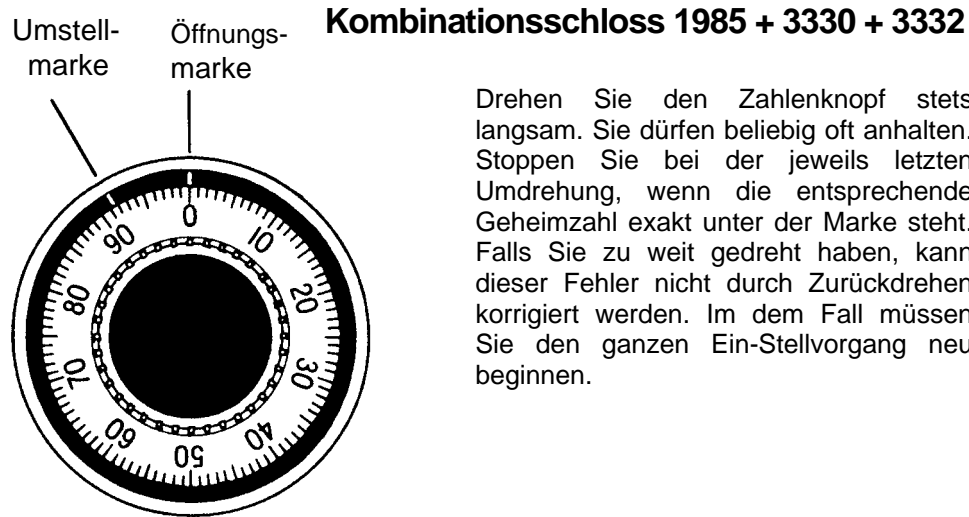 Kombinationsschloss 1985 + 3330 + 3332
Umstell-
marke
Öffnungs-
marke
Drehen Sie den Zahlenknopf stets
langsam. Sie dürfen beliebig oft anhalten.
Stoppen Sie bei der jeweils letzten
Umdrehung, wenn die entsprechende
Geheimzahl exakt unter der Marke steht.
Falls Sie zu weit gedreht haben, kann
dieser Fehler nicht durch Zurückdrehen
korrigiert werden. Im dem Fall müssen
Sie den ganzen Ein-Stellvorgang neu
beginnen.
0
10
20
30
40
50
60
70
80
90